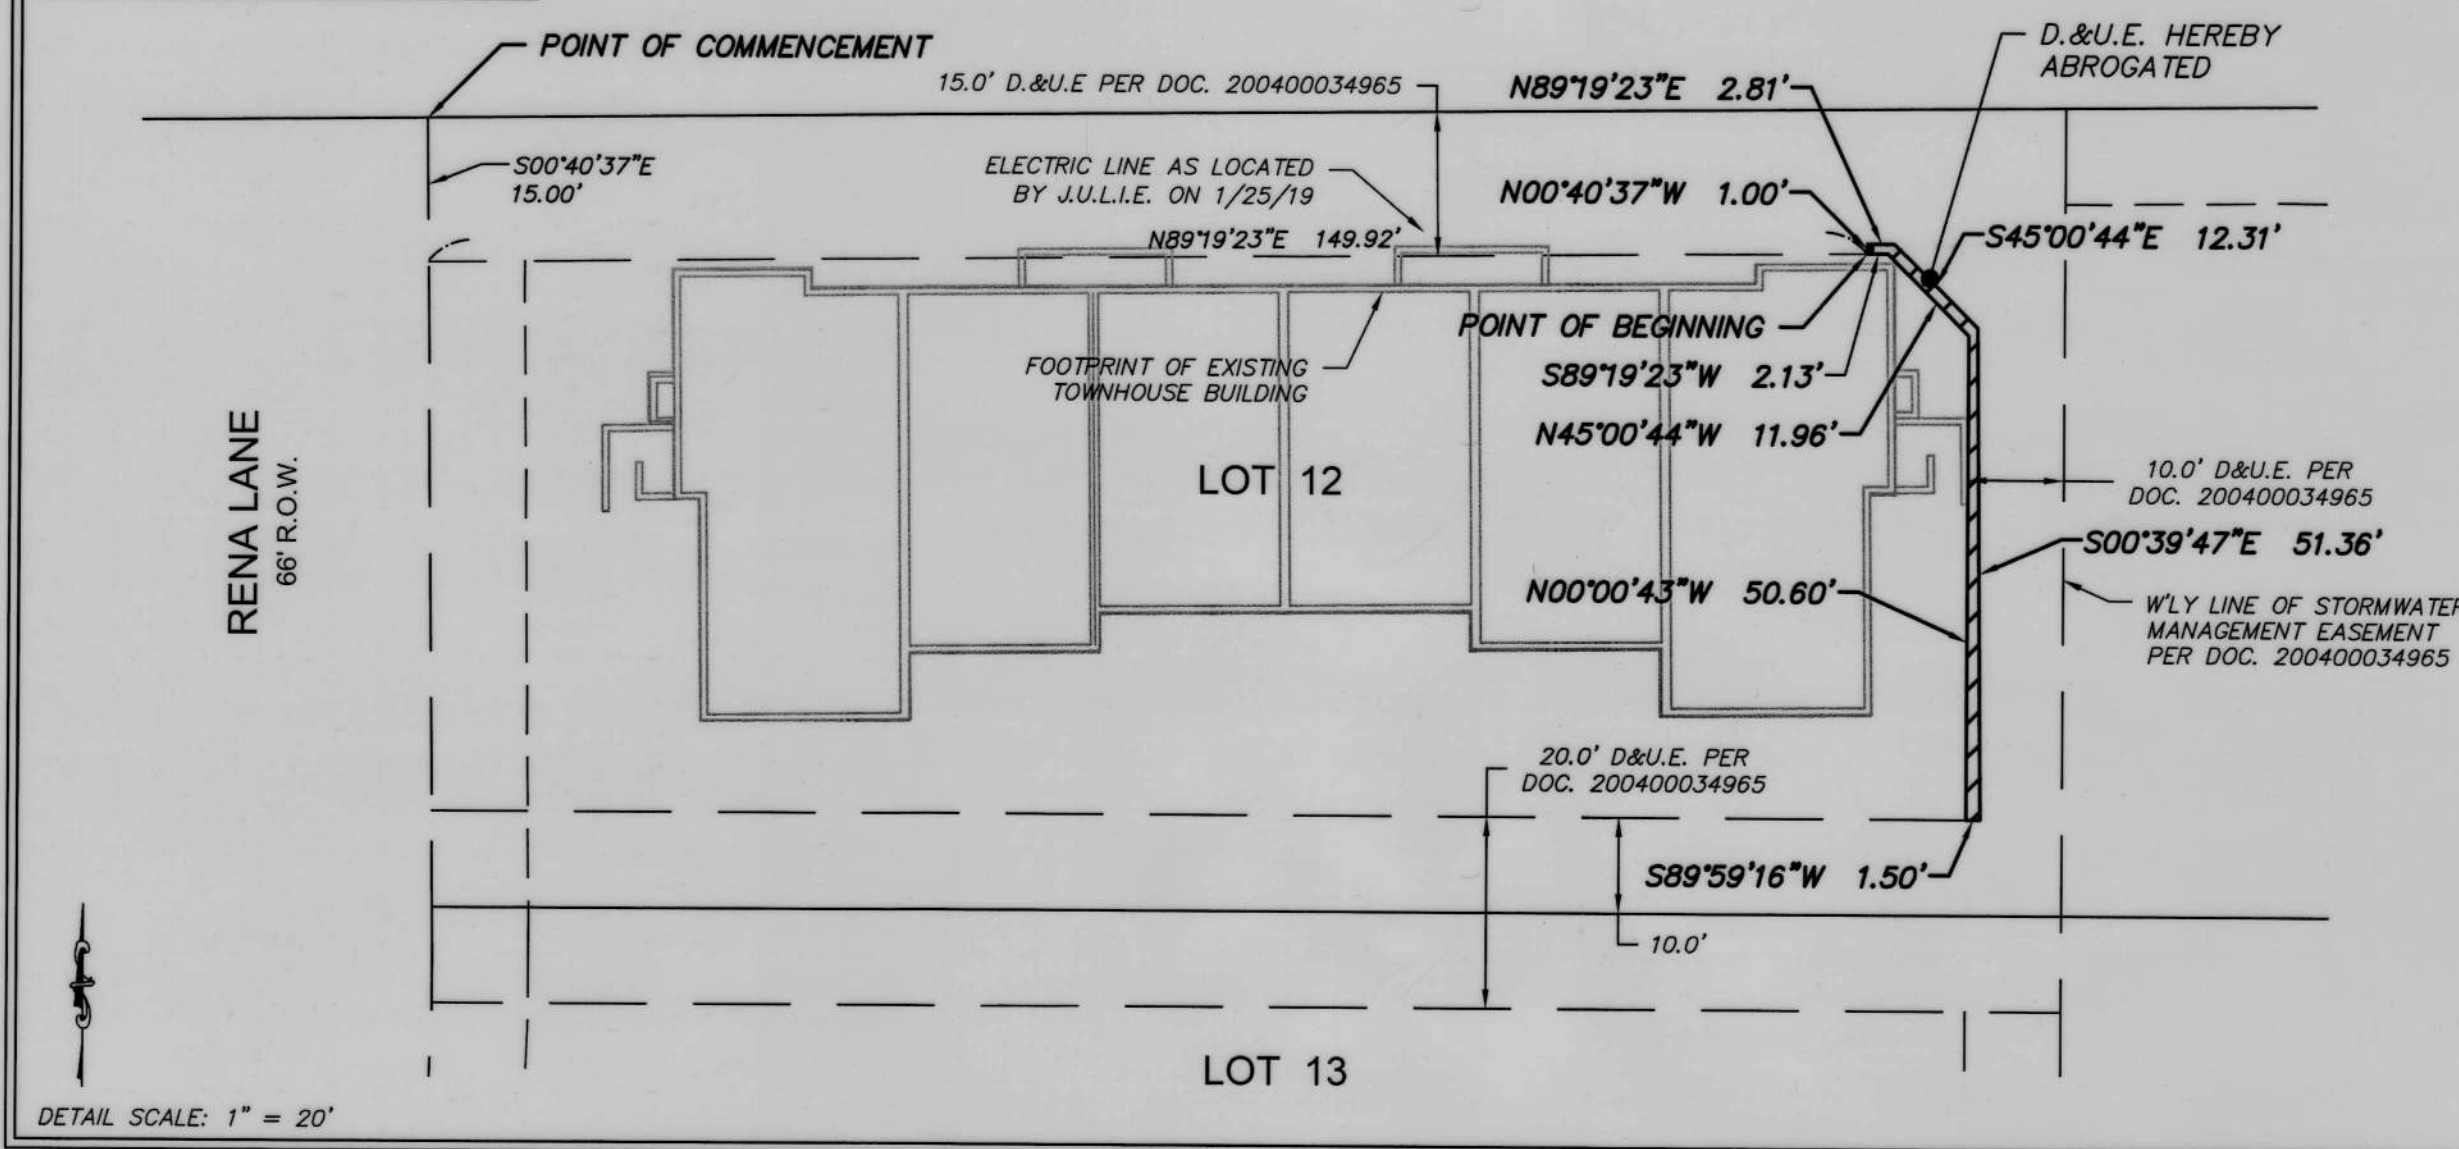 POINT OF COMMENCEMENT
D.&U.E. HEREBY
ABROGATED
15.0' D.&U.E PER DOC. 200400034965
N89°19'23"E 2.81'
S00°40'37"E
15.00'
ELECTRIC LINE AS LOCATED
BY J.U.L.I.E. ON 1/25/19
N00°40'37"W 1.00'
N89°19'23"E 149.92'
S45°00'44"E 12.31'
POINT OF BEGINNING
FOOTPRINT OF EXISTING
TOWNHOUSE BUILDING
S89°19'23"W 2.13'
N45°00'44"W 11.96'
RENA LANE
66' R.O.W.
LOT 12
10.0' D&U.E. PER
DOC. 200400034965
S00°39'47"E 51.36'
N00°00'43"W 50.60'
W'LY LINE OF STORMWATER
MANAGEMENT EASEMENT
PER DOC. 200400034965
20.0' D&U.E. PER
DOC. 200400034965
S89°59'16"W 1.50'
10.0'
LOT 13
DETAIL SCALE: 1" = 20'